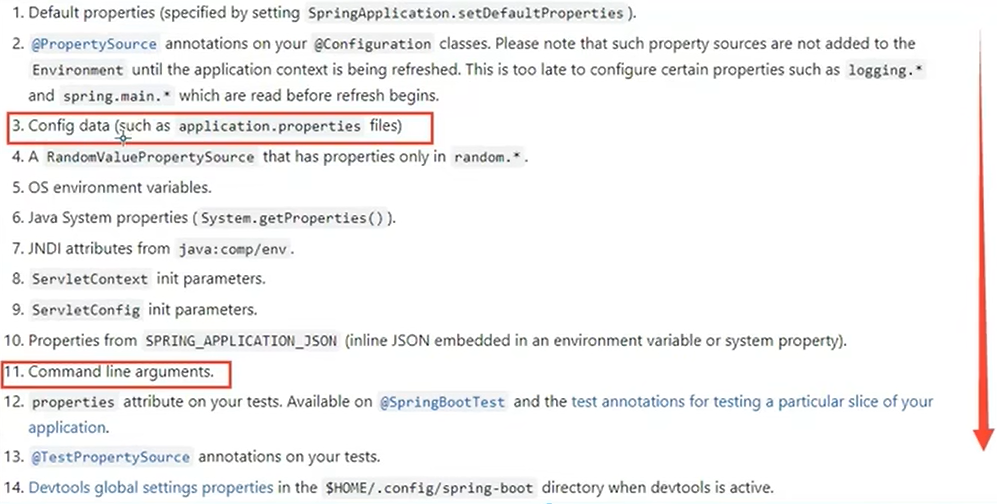 1. Default properties (specified by setting SpringApplication.setDefaultProperties).
2. @PropertySource annotations on your @Configuration classes. Please note that such property sources are not added to the
Environment until the application context is being refreshed. This is too late to configure certain properties such as logging.*
and spring.main.* which are read before refresh begins.
3. Config data (such as application.properties files)
4. A RandomValuePropertySource that has properties only in random.*.
5. OS environment variables.
6. Java System properties (System.getProperties()).
7. JNDI attributes from java:comp/env.
8. ServletContext init parameters.
9. ServletConfig init parameters.
10. Properties from SPRING_APPLICATION_JSON (inline JSON embedded in an environment variable or system property).
11. Command line arguments.
12. properties attribute on your tests. Available on @SpringBootTest and the test annotations for testing a particular slice of your
application.
13. @TestPropertySource annotations on your tests.
14. Devtools global settings properties in the $HOME/.config/spring-boot directory when devtools is active.